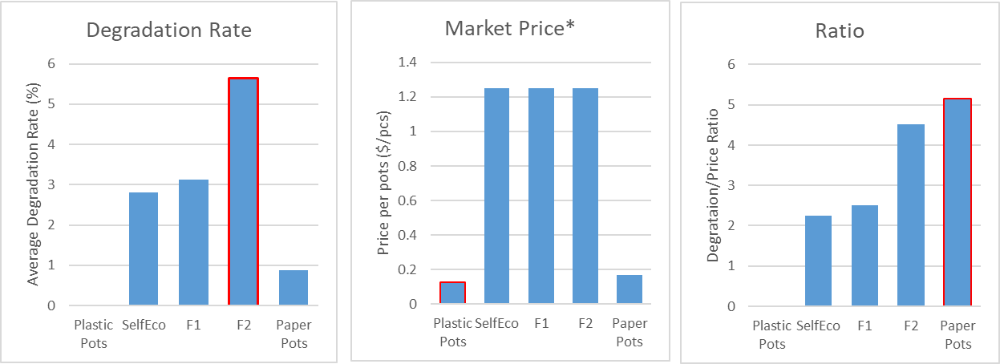 Degradation Rate
Average Degradation Rate (%)
6
5
4
3
2
1
0
Plastic Pots
SelfEco
F1
F2
Paper Pots
Market Price*
Price per pots ($/pcs)
1.4
1.2
1
0.8
0.6
0.4
0.2
0
Plastic Pots
SelfEco
F1
F2
Paper Pots
Ratio
Degrataion/Price Ratio
6
5
4
3
2
1
0
Plastic Pots
SelfEco
F1
F2
Paper Pots